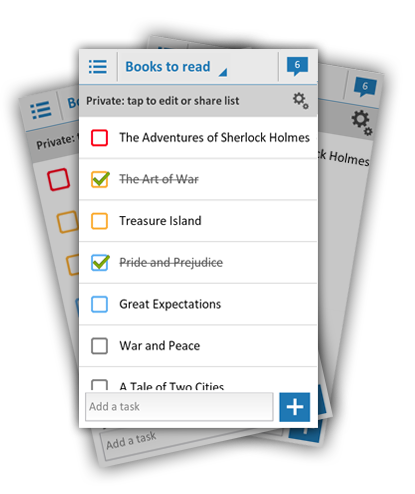 Books to read
6
Private: tap to edit or share list
The Adventures of Sherlock Holmes
The Art of War
Treasure Island
Pride and Prejudice
Great Expectations
War and Peace
A Tale of Two Cities
Add a task
6
Holmes
Add a task